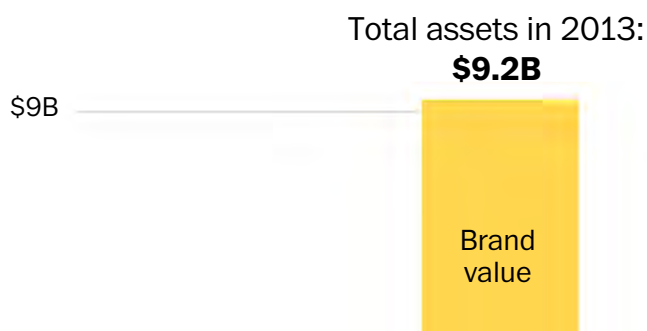 Total assets in 2013:
$9.2B
$9B
Brand
value